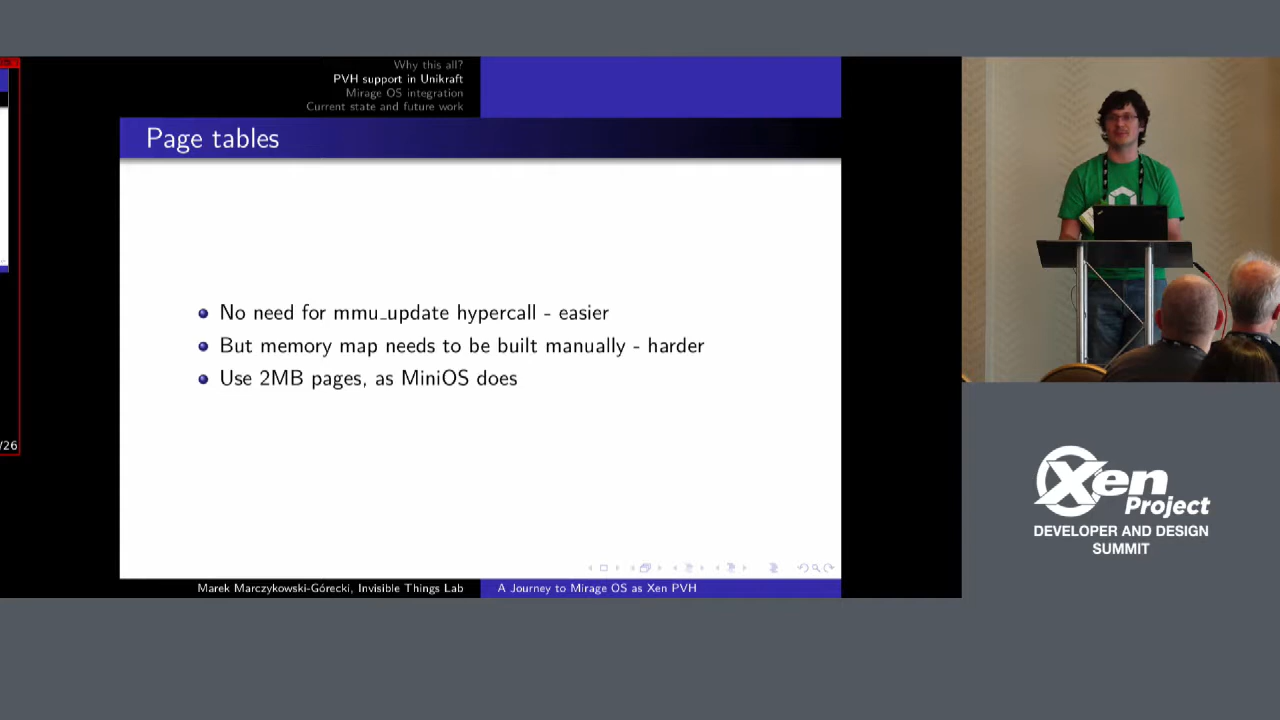 Why this all?
PVH support in Unikraft
Mirage OS integration
Current state and future work
Page tables
No need for mmu_update hypercall - easier
But memory map needs to be built manually - harder
Use 2MB pages, as MiniOS does
/26
Marek Marczykowski-Górecki, Invisible Things Lab
A Journey to Mirage OS as Xen PVH
Xen
Project
DEVELOPER AND DESIGN
SUMMIT